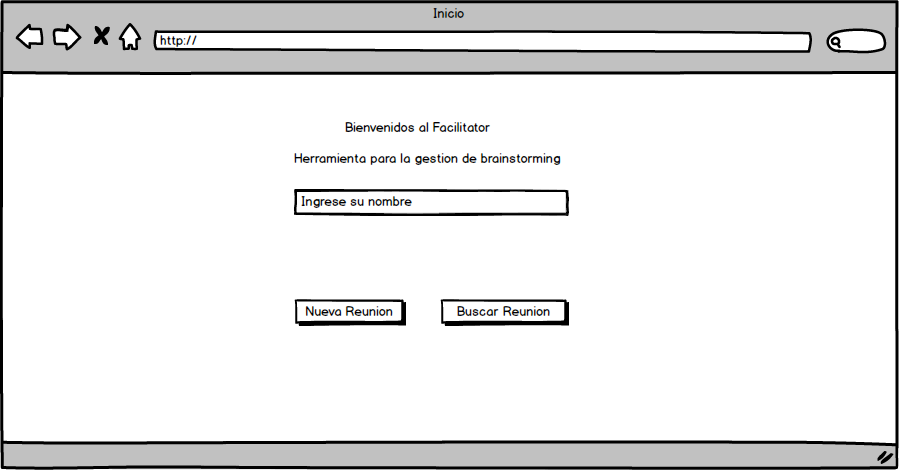 Inicio
http://
Bienvenidos al Facilitator
Herramienta para la gestion de brainstorming
Ingrese su nombre
Nueva Reunion
Buscar Reunion